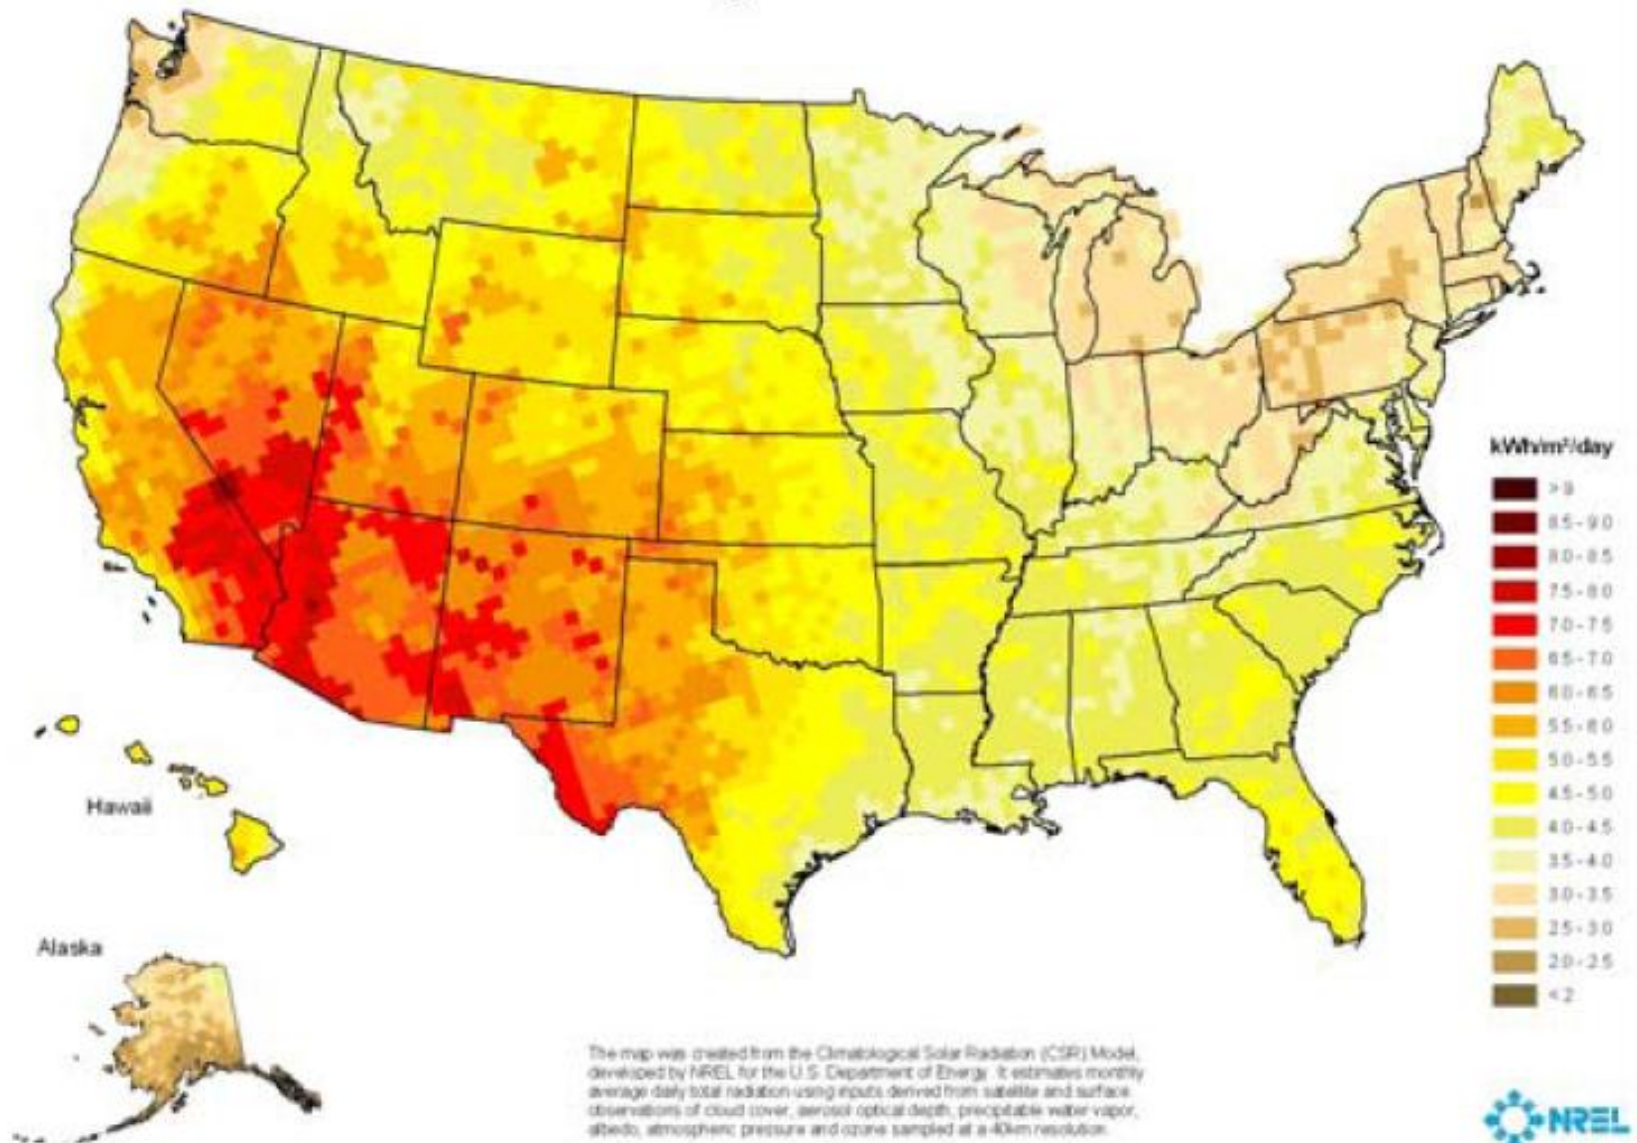 Hawaii
Alaska
kWh/m²/day
>9
8.5 - 9.0
8.0 - 8.5
7.5 - 8.0
7.0 - 7.5
6.5 - 7.0
6.0 - 6.5
5.5 - 6.0
5.0 - 5.5
4.5 - 5.0
4.0 - 4.5
3.5 - 4.0
3.0 - 3.5
2.5 - 3.0
2.0 - 2.5
<2
The map was created from the Climatological Solar Radiation (CSR) Model,
developed by NREL for the U.S. Department of Energy. It estimates monthly
average daily total radiation using inputs derived from satellite and surface
observations of cloud cover, aerosol optical depth, precipitable water vapor,
albedo, atmospheric pressure and ozone sampled at a 40km resolution.
NREL